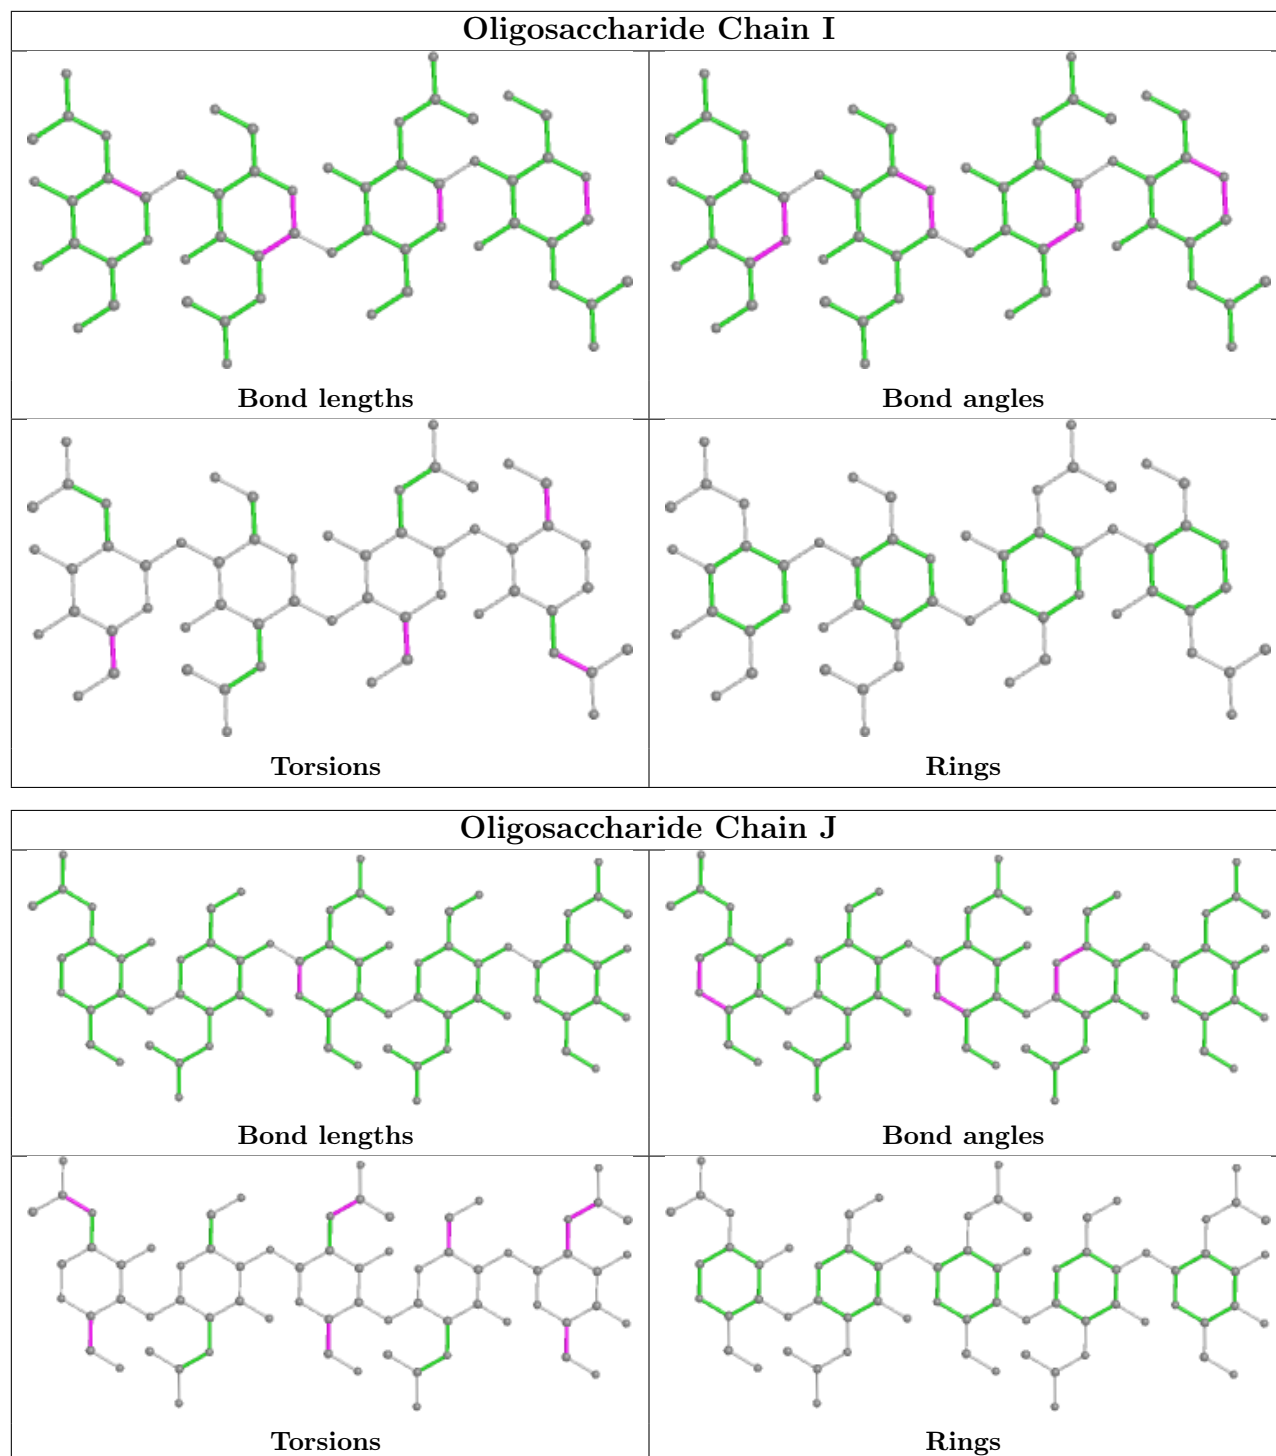 Oligosaccharide Chain I
Bond lengths
Bond angles
Torsions
Rings
Oligosaccharide Chain J
Bond lengths
Bond angles
Torsions
Rings